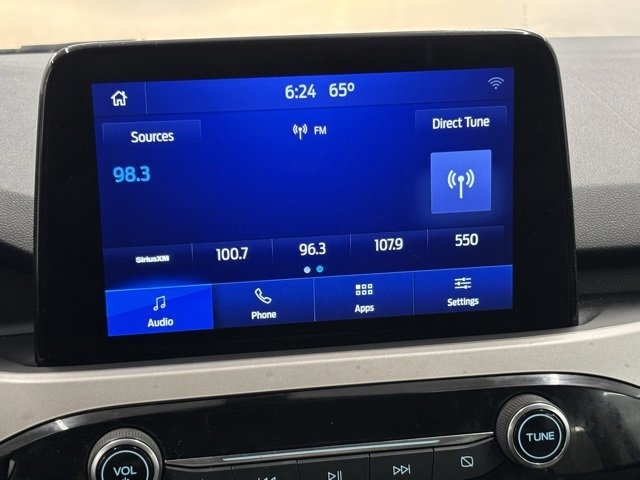 6:24 65º
Sources
FM
Direct Tune
98.3
SiriusXM 100.7 96.3 107.9 550
Audio Phone Apps Settings
VOL
TUNE